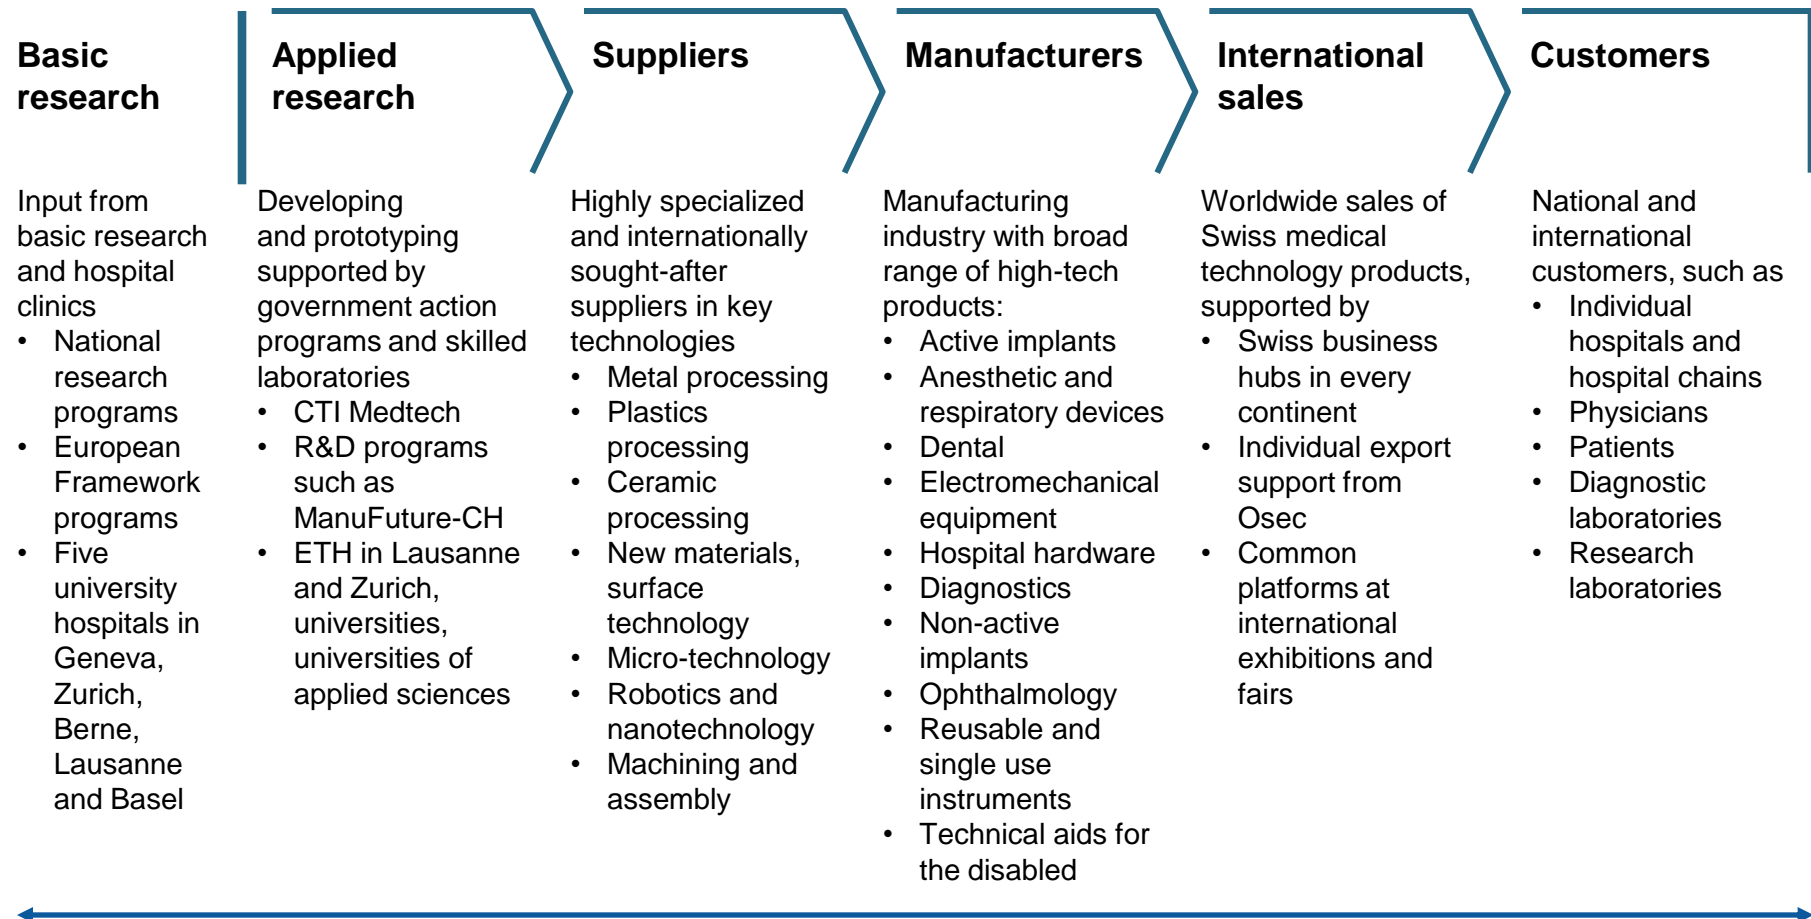 Basic
research
Input from
basic research
and hospital
clinics
• National
research
programs
• European
Framework
programs
• Five
university
hospitals in
Geneva,
Zurich,
Berne,
Lausanne
and Basel
Applied
research
Developing
and prototyping
supported by
government action
programs and skilled
laboratories
• CTI Medtech
• R&D programs
such as
ManuFuture-CH
• ETH in Lausanne
and Zurich,
universities,
universities of
applied sciences
Suppliers
Highly specialized
and internationally
sought-after
suppliers in key
technologies
• Metal processing
• Plastics
processing
• Ceramic
processing
• New materials,
surface
technology
• Micro-technology
• Robotics and
nanotechnology
• Machining and
assembly
Manufacturers
Manufacturing
industry with broad
range of high-tech
products:
• Active implants
• Anesthetic and
respiratory devices
• Dental
• Electromechanical
equipment
• Hospital hardware
• Diagnostics
• Non-active
implants
• Ophthalmology
• Reusable and
single use
instruments
• Technical aids for
the disabled
International
sales
Worldwide sales of
Swiss medical
technology products,
supported by
• Swiss business
hubs in every
continent
• Individual export
support from
Osec
• Common
platforms at
international
exhibitions and
fairs
Customers
National and
international
customers, such as
• Individual
hospitals and
hospital chains
• Physicians
• Patients
• Diagnostic
laboratories
• Research
laboratories